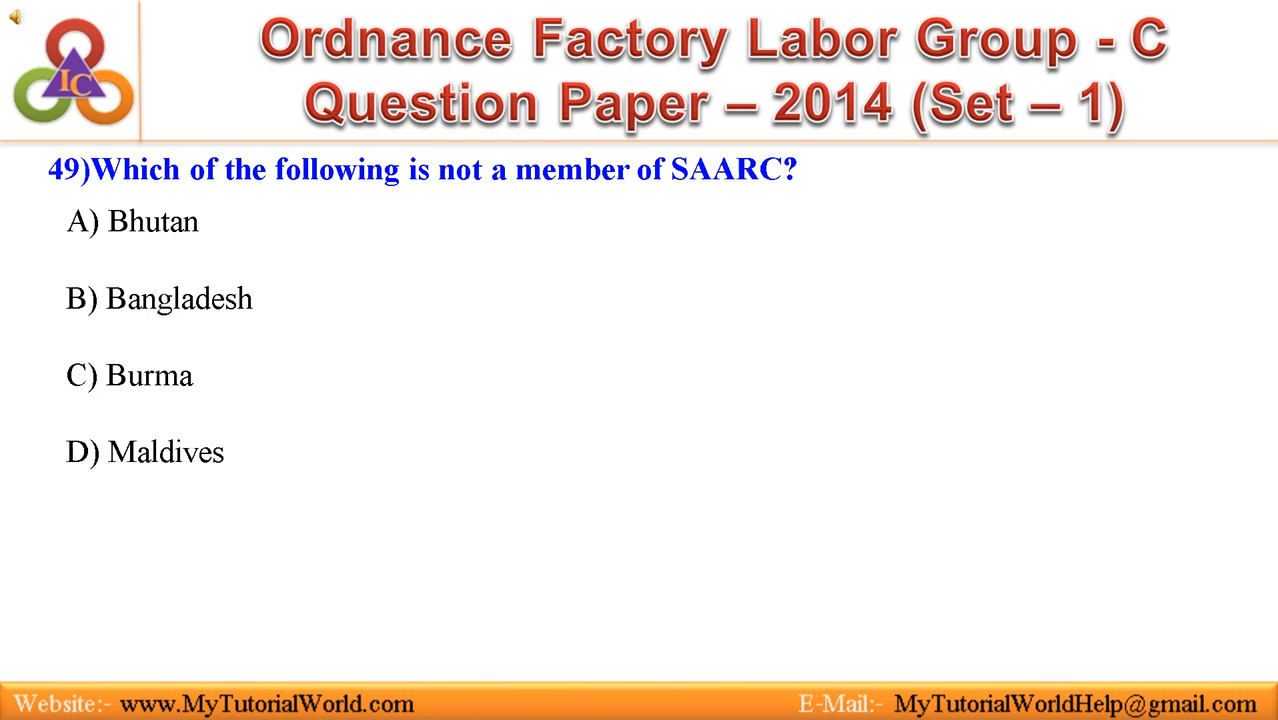 IC
Ordnance Factory Labor Group - C
Question Paper – 2014 (Set – 1)
49)Which of the following is not a member of SAARC?
A) Bhutan
B) Bangladesh
C) Burma
D) Maldives
Website:- www.MyTutorialWorld.com
E-Mail:- MyTutorialWorldHelp@gmail.com